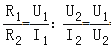 R₁/R₂ = U₁/I₁ : U₂/I₂ = U₁/U₂